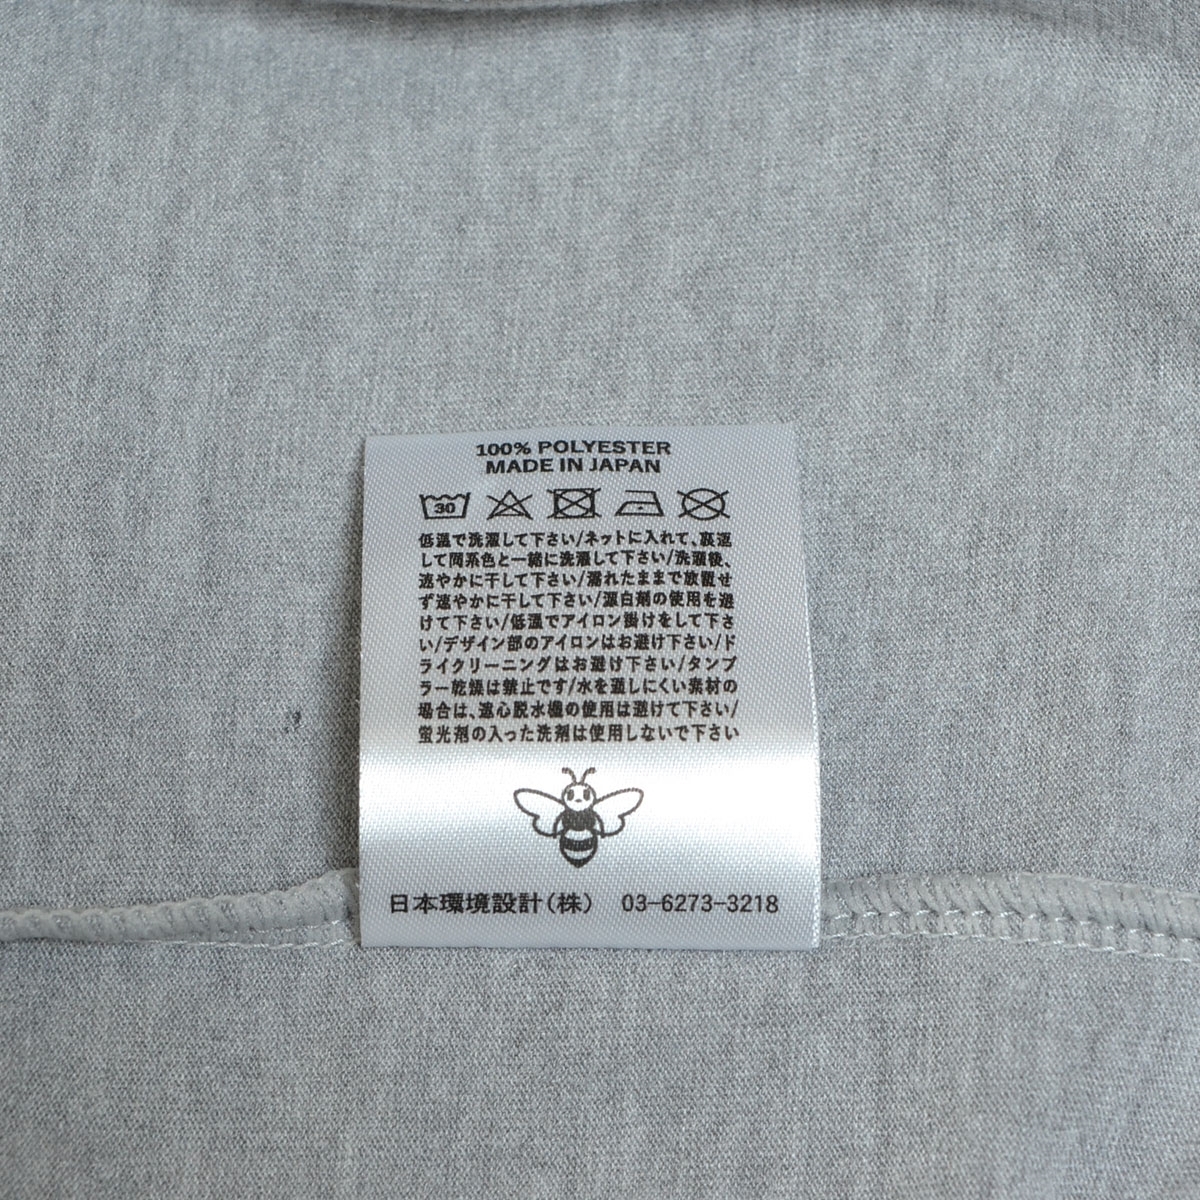 100% POLYESTER
MADE IN JAPAN
30
低温で洗濯して下さい/ネットに入れて、裏返
して同系色と一緒に洗濯して下さい/洗濯後、
速やかに干して下さい/濡れたままで放置せ
ず速やかに干して下さい/漂白剤の使用を避
けて下さい/低温でアイロン掛けをして下さ
い/デザイン部のアイロンはお避け下さい/ド
ライクリーニングはお避け下さい/タンブ
ラー乾燥は禁止です/水を通しにくい素材の
場合は、遠心脱水機の使用は避けて下さい/
蛍光剤の入った洗剤は使用しないで下さい
日本環境設計(株) 03-6273-3218